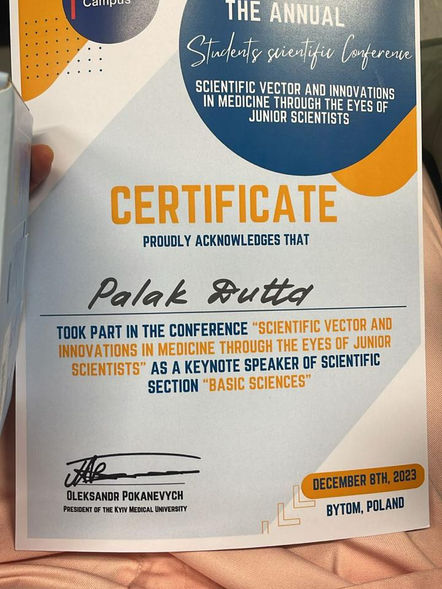 Campus
THE ANNUAL
Students scientific Conference
SCIENTIFIC VECTOR AND INNOVATIONS
IN MEDICINE THROUGH THE EYES OF
JUNIOR SCIENTISTS
CERTIFICATE
PROUDLY ACKNOWLEDGES THAT
Palak Dutta
TOOK PART IN THE CONFERENCE "SCIENTIFIC VECTOR AND
INNOVATIONS IN MEDICINE THROUGH THE EYES OF JUNIOR
SCIENTISTS" AS A KEYNOTE SPEAKER OF SCIENTIFIC
SECTION "BASIC SCIENCES"
OLEKSANDR POKANEVYCH
PRESIDENT OF THE KYIV MEDICAL UNIVERSITY
DECEMBER 8TH, 2023
BYTOM, POLAND